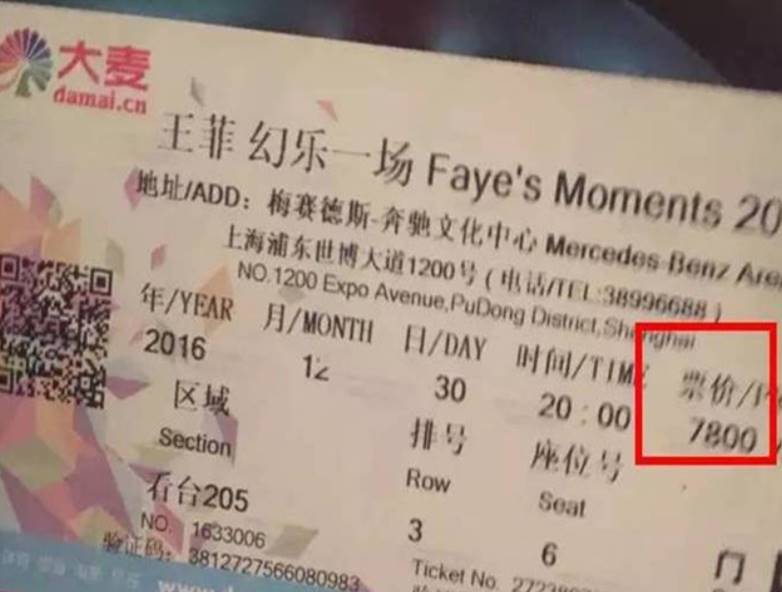 大麦
damai.cn
王菲 幻乐一场 Faye's Moments 20
地址/ADD: 梅赛德斯-奔驰文化中心 Mercedes-Benz Are
上海浦东世博大道1200号(电话/TEL:38996688)
NO.1200 Expo Avenue,PuDong District,Shanghai
年/YEAR 月/MONTH 日/DAY 时间/TIME 票价/P
2016 12 30 20:00 7800
区域 排号 座位号
Section Row Seat
看台205 3 6
NO. 1633006
验证码: 3812727566080983
Ticket No.
门